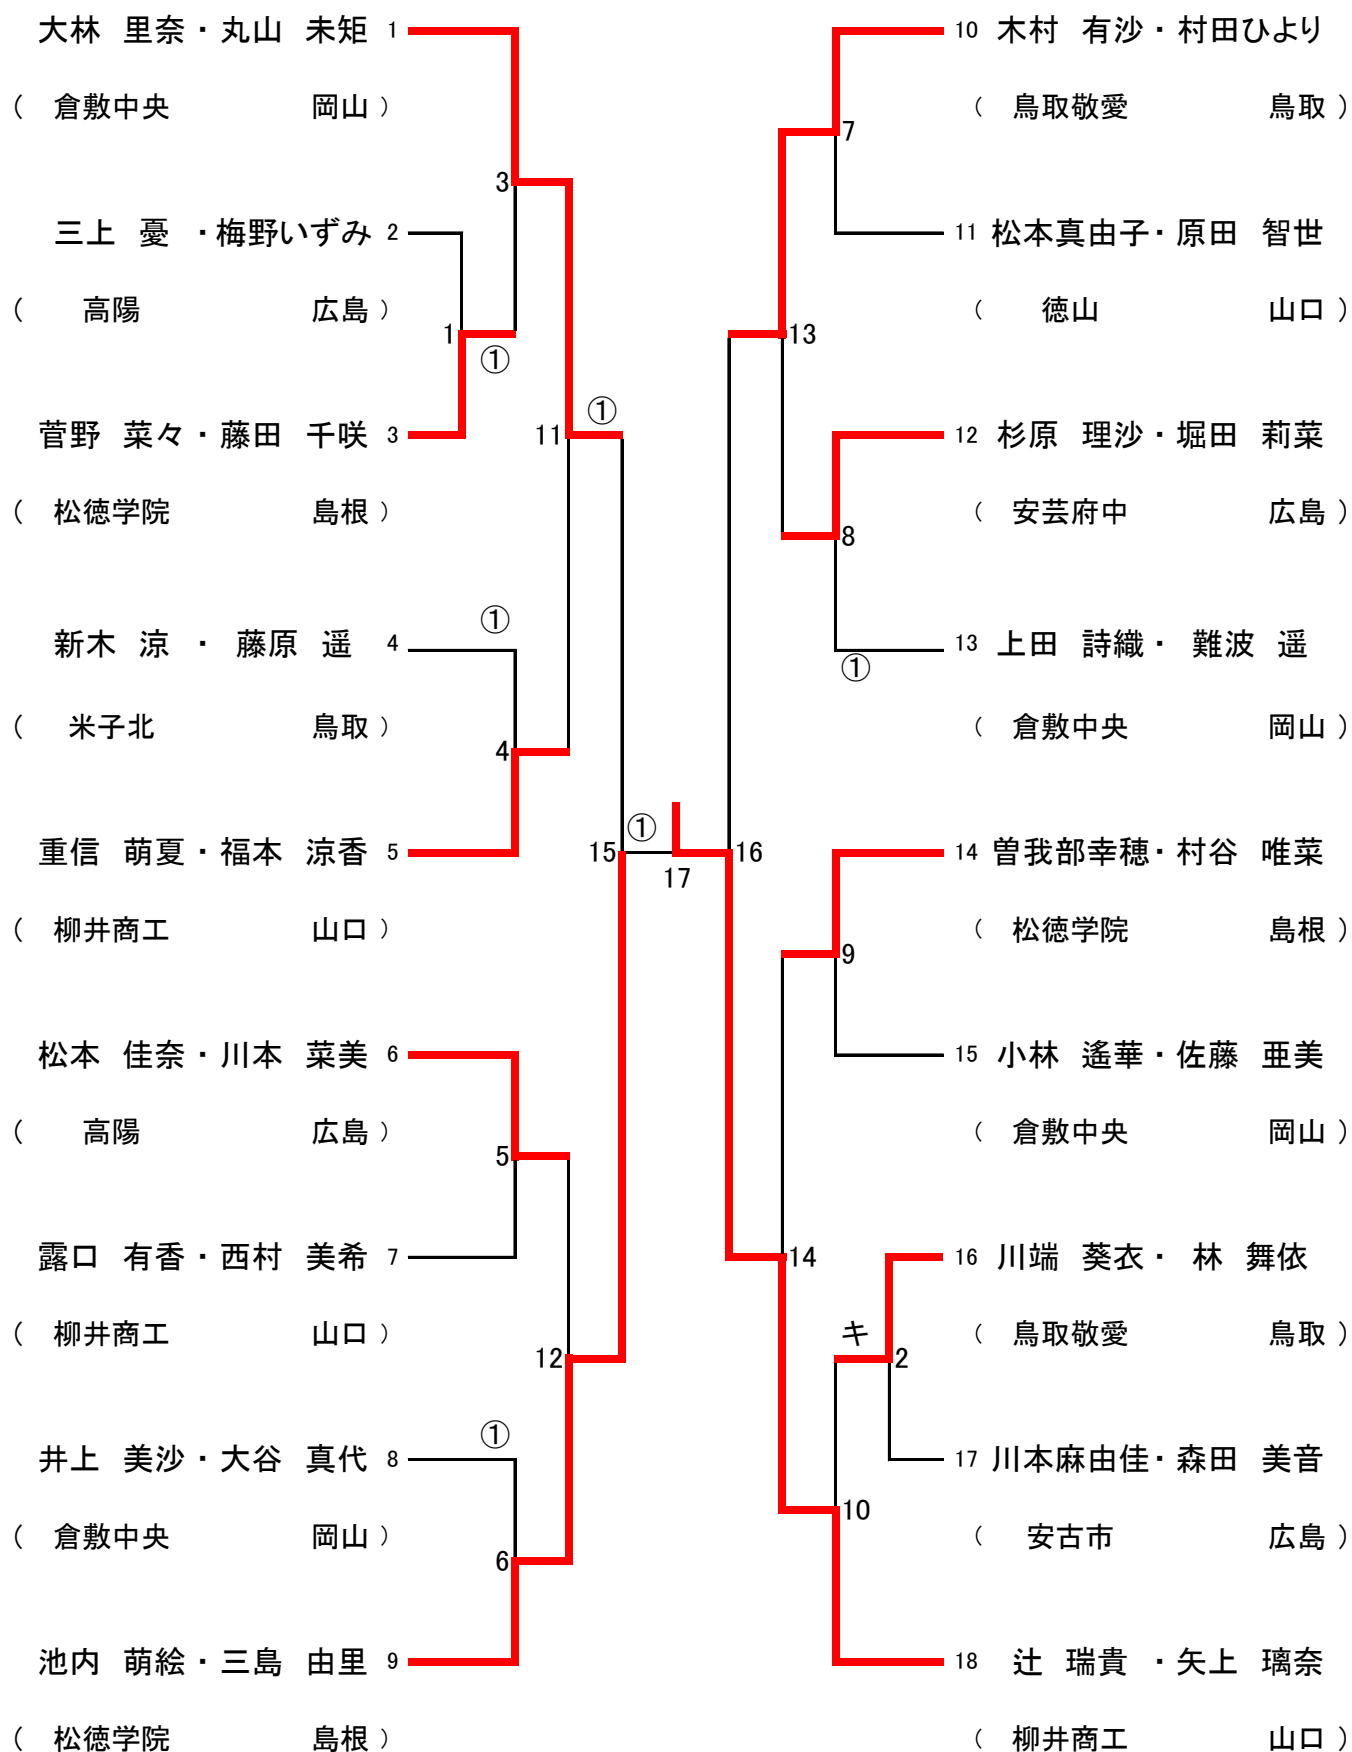 大林 里奈・丸山 未矩 1
( 倉敷中央 岡山 )
三上 憂 ・梅野いずみ 2
( 高陽 広島 )
菅野 菜々・藤田 千咲 3
( 松徳学院 島根 )
新木 涼 ・ 藤原 遥 4
( 米子北 鳥取 )
重信 萌夏・福本 涼香 5
( 柳井商工 山口 )
松本 佳奈・川本 菜美 6
( 高陽 広島 )
露口 有香・西村 美希 7
( 柳井商工 山口 )
井上 美沙・大谷 真代 8
( 倉敷中央 岡山 )
池内 萌絵・三島 由里 9
( 松徳学院 島根 )
3
1
①
11
①
①
4
15
①
17
5
12
①
6
16
7
13
8
①
9
14
キ
2
10
10 木村 有沙・村田ひより
( 鳥取敬愛 鳥取 )
11 松本真由子・原田 智世
( 徳山 山口 )
12 杉原 理沙・堀田 莉菜
( 安芸府中 広島 )
13 上田 詩織・ 難波 遥
( 倉敷中央 岡山 )
14 曽我部幸穂・村谷 唯菜
( 松徳学院 島根 )
15 小林 遙華・佐藤 亜美
( 倉敷中央 岡山 )
16 川端 葵衣・ 林 舞依
( 鳥取敬愛 鳥取 )
17 川本麻由佳・森田 美音
( 安古市 広島 )
18 辻 瑞貴 ・矢上 璃奈
( 柳井商工 山口 )